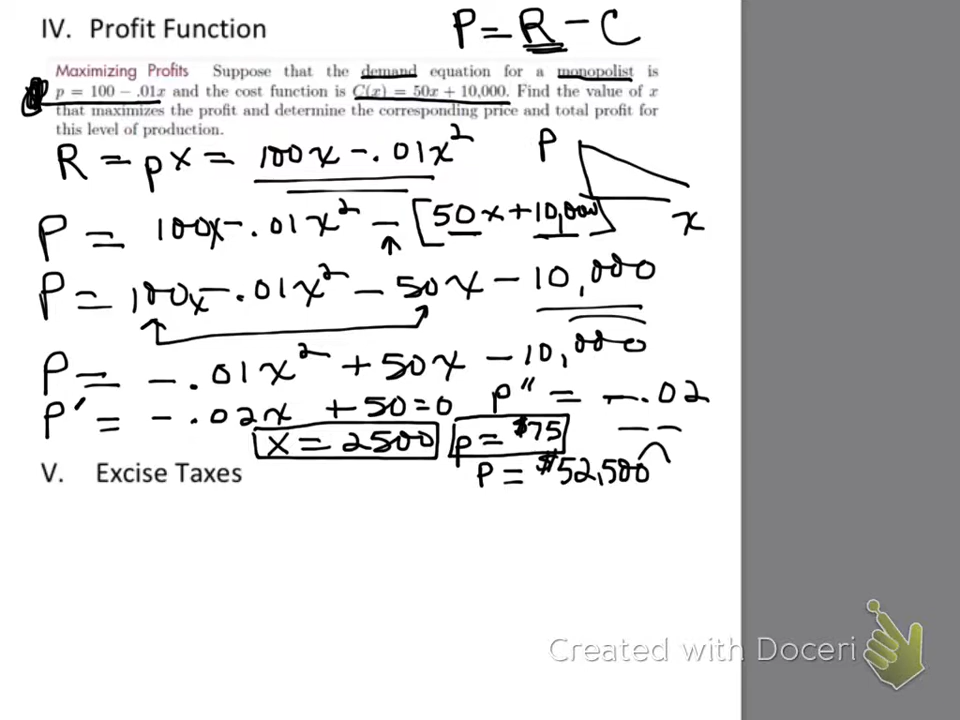 IV. Profit Function
P = R - C
Maximizing Profits Suppose that the demand equation for a monopolist is
p = 100 - .01x and the cost function is C(x) = 50x + 10,000. Find the value of x
that maximizes the profit and determine the corresponding price and total profit for
this level of production.
R = px = 100x - .01x²
P
x
P = 100x - .01x² - [50x + 10,000]
P = 100x - .01x² - 50x - 10,000
P = -.01x² + 50x - 10,000
P' = -.02x + 50 = 0
P" = -.02
x = 2500
p = $75
P = $52,500
V. Excise Taxes
Created with Doceri